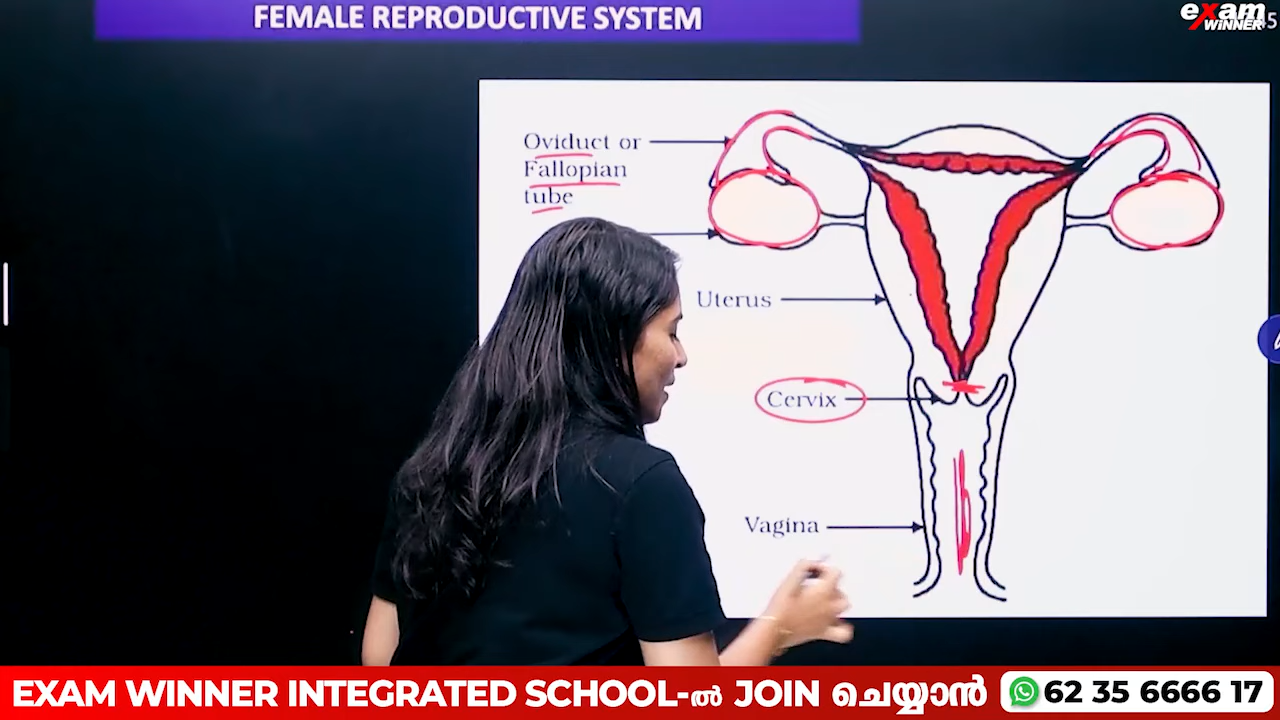 FEMALE REPRODUCTIVE SYSTEM
exam
WINNER
Oviduct or
Fallopian
tube
Uterus
Cervix
Vagina
EXAM WINNER INTEGRATED SCHOOL-ൽ JOIN ചെയ്യാൻ
62 35 6666 17